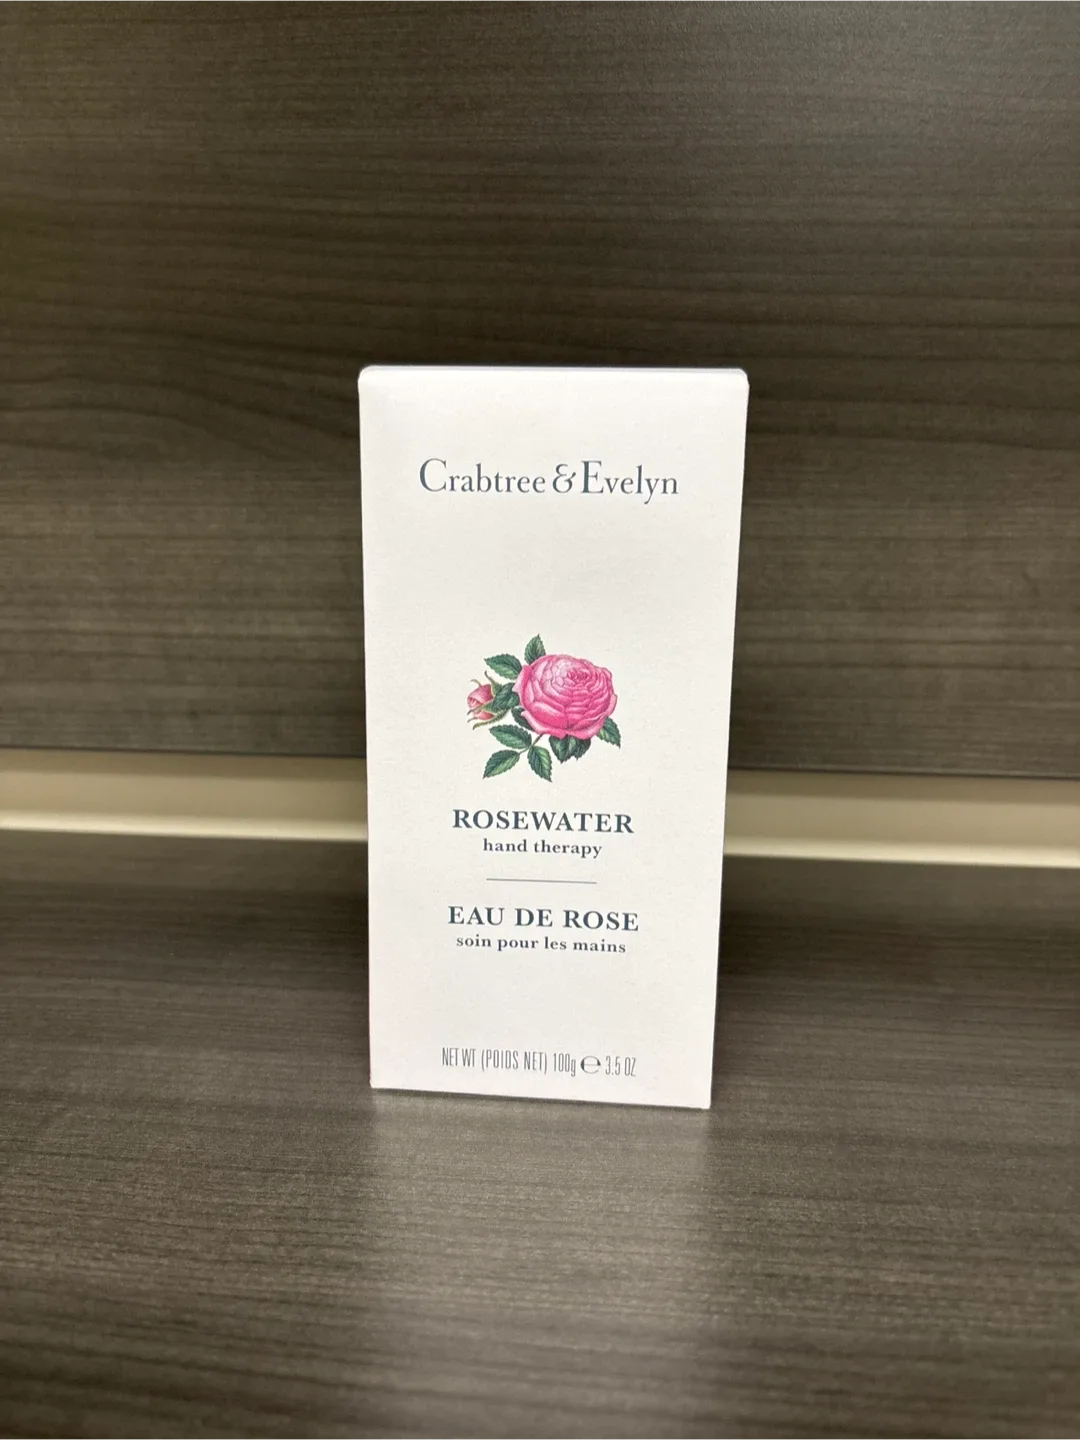 Crabtree & Evelyn
ROSEWATER
hand therapy
EAU DE ROSE
soin pour les mains
NET WT (POIDS NET) 100g ℮ 3.5 OZ